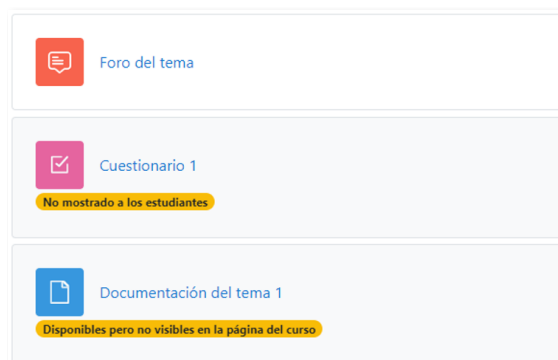 Foro del tema
Cuestionario 1
No mostrado a los estudiantes
Documentación del tema 1
Disponibles pero no visibles en la página del curso